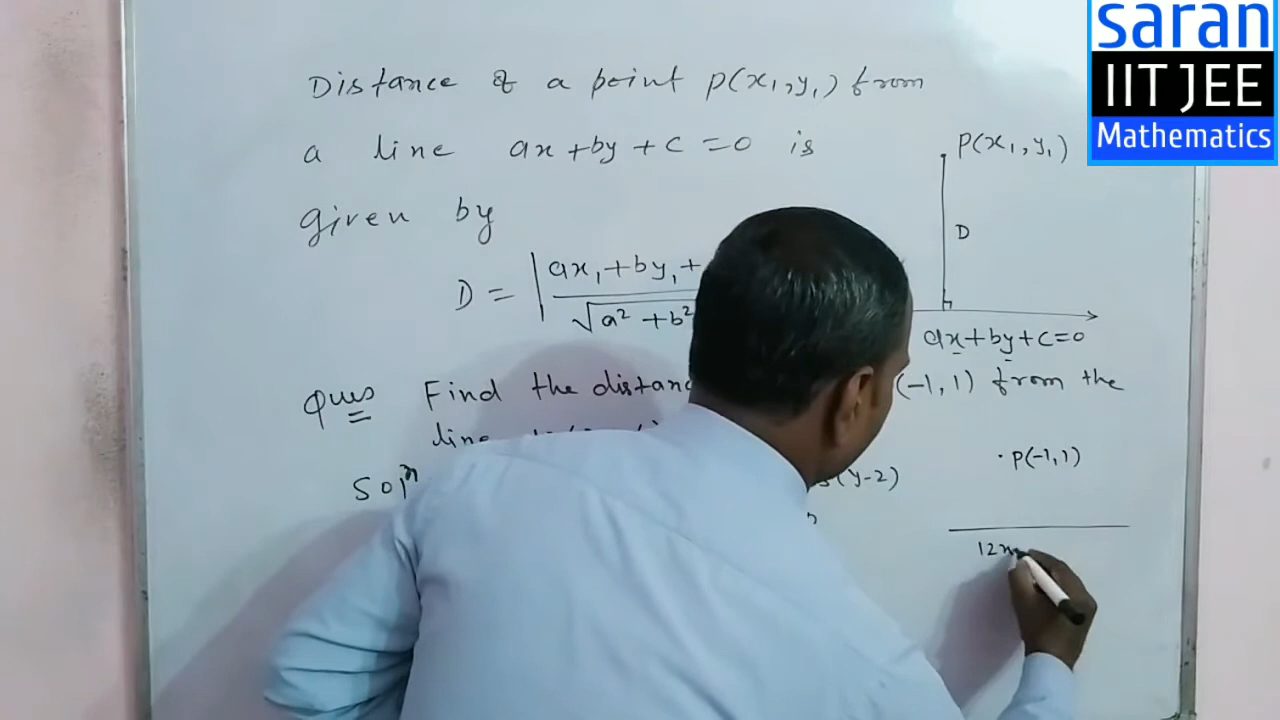 saran
IIT JEE
Mathematics
Distance of a point P(x₁,y₁) from
a line ax+by+c=0 is
given by
D = |ax₁+by₁+
√a²+b²
P(x₁,y₁)
D
ax+by+c=0
Ques Find the distan (-1,1) from the
line
Solⁿ (y-2)
P(-1,1)
12x